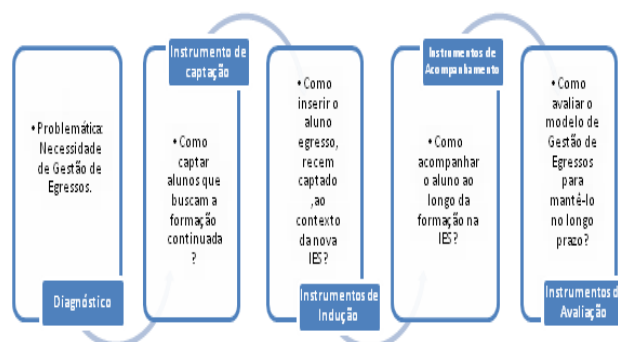 • Problemática:
Necessidade
de Gestão de
Egressos.
Diagnóstico
Instrumento de
captação
• Como
captar
alunos que
buscam a
formação
continuada
?
• Como
inserir o
aluno
egresso,
recem
captado
,ao
contexto
da nova
IES?
Instrumentos de
Indução
Instrumentos de
Acompanhamento
• Como
acompanhar
o aluno ao
longo da
formação na
IES?
• Como
avaliar o
modelo de
Gestão de
Egressos
para
mantê-lo
no longo
prazo?
Instrumentos d
Avaliação